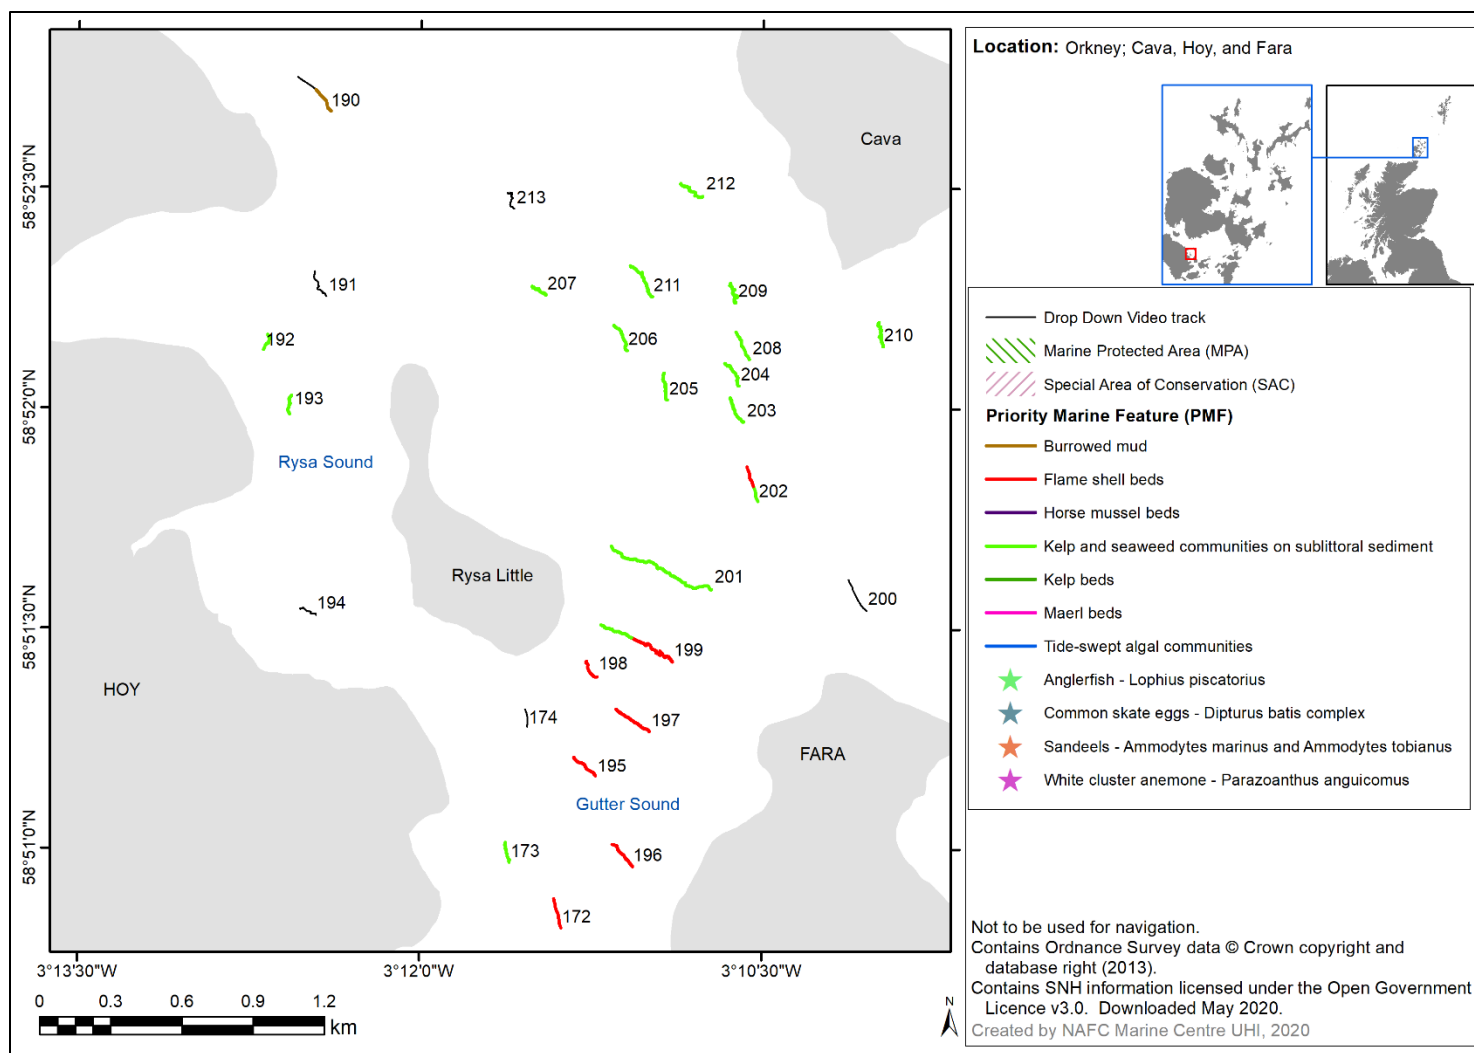 190
Cava
58°52'30"N
213
212
191
207
211
209
192
206
208
210
204
205
193
203
58°52'0"N
Rysa Sound
202
Rysa Little
201
200
194
58°51'30"N
199
198
HOY
174
197
FARA
195
Gutter Sound
58°51'0"N
173
196
172
3°13'30"W
3°12'0"W
3°10'30"W
0 0.3 0.6 0.9 1.2
km
N
Location: Orkney; Cava, Hoy, and Fara
Drop Down Video track
Marine Protected Area (MPA)
Special Area of Conservation (SAC)
Priority Marine Feature (PMF)
Burrowed mud
Flame shell beds
Horse mussel beds
Kelp and seaweed communities on sublittoral sediment
Kelp beds
Maerl beds
Tide-swept algal communities
Anglerfish - Lophius piscatorius
Common skate eggs - Dipturus batis complex
Sandeels - Ammodytes marinus and Ammodytes tobianus
White cluster anemone - Parazoanthus anguicomus
Not to be used for navigation.
Contains Ordnance Survey data © Crown copyright and
database right (2013).
Contains SNH information licensed under the Open Government
Licence v3.0. Downloaded May 2020.
Created by NAFC Marine Centre UHI, 2020